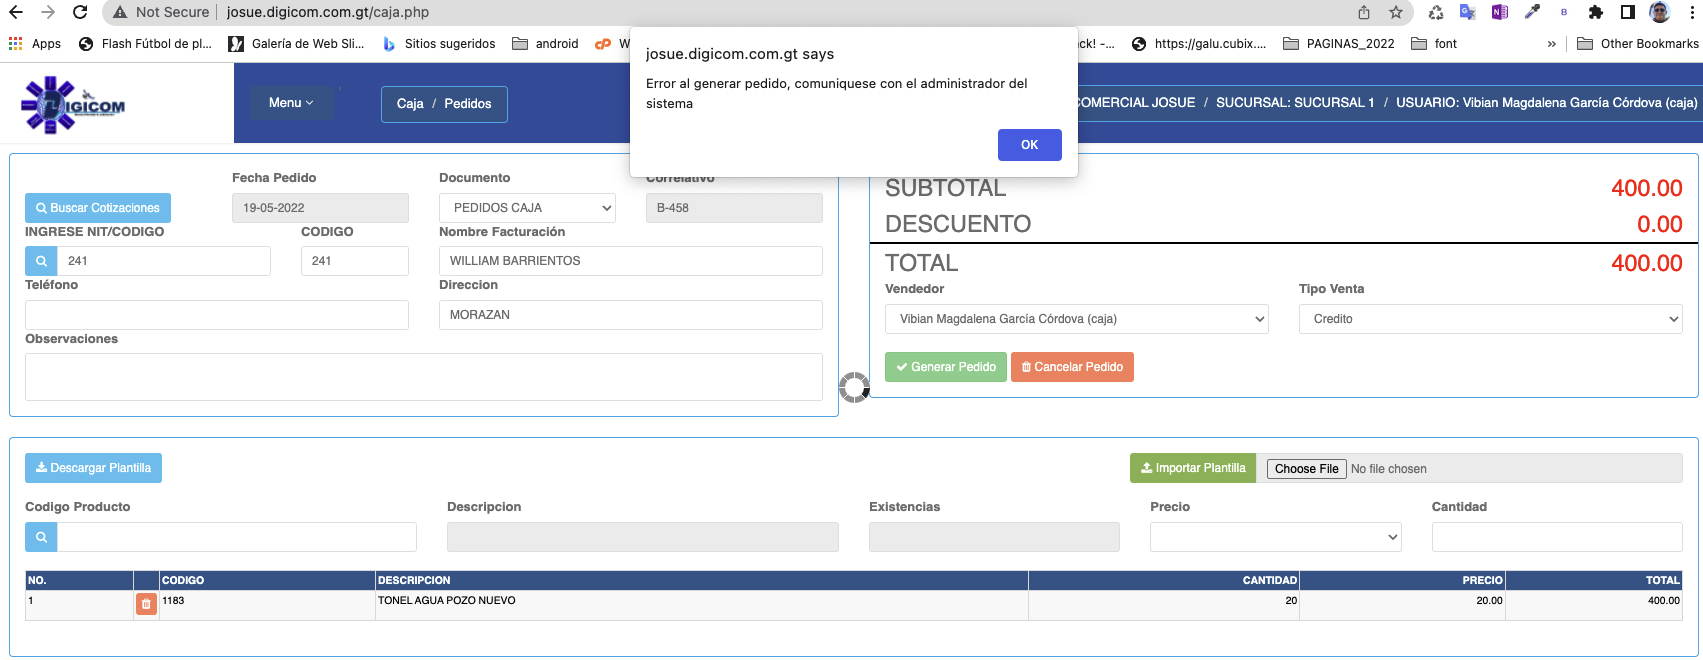 Not Secure | josue.digicom.com.gt/caja.php
Apps Flash Fútbol de pl... Galería de Web Sli... Sitios sugeridos android W ck! -... https://galu.cubix.... PAGINAS_2022 font » Other Bookmarks
josue.digicom.com.gt says
Error al generar pedido, comuniquese con el administrador del
sistema
OK
DIGICOM
Menu
Caja / Pedidos
COMERCIAL JOSUE / SUCURSAL: SUCURSAL 1 / USUARIO: Vibian Magdalena García Córdova (caja)
Fecha Pedido Documento Correlativo
Buscar Cotizaciones 19-05-2022 PEDIDOS CAJA B-458
INGRESE NIT/CODIGO CODIGO Nombre Facturación
241 241 WILLIAM BARRIENTOS
Teléfono Direccion
MORAZAN
Observaciones
SUBTOTAL 400.00
DESCUENTO 0.00
TOTAL 400.00
Vendedor Tipo Venta
Vibian Magdalena García Córdova (caja) Credito
Generar Pedido Cancelar Pedido
Descargar Plantilla Importar Plantilla Choose File No file chosen
Codigo Producto Descripcion Existencias Precio Cantidad
NO. CODIGO DESCRIPCION CANTIDAD PRECIO TOTAL
1 1183 TONEL AGUA POZO NUEVO 20 20.00 400.00